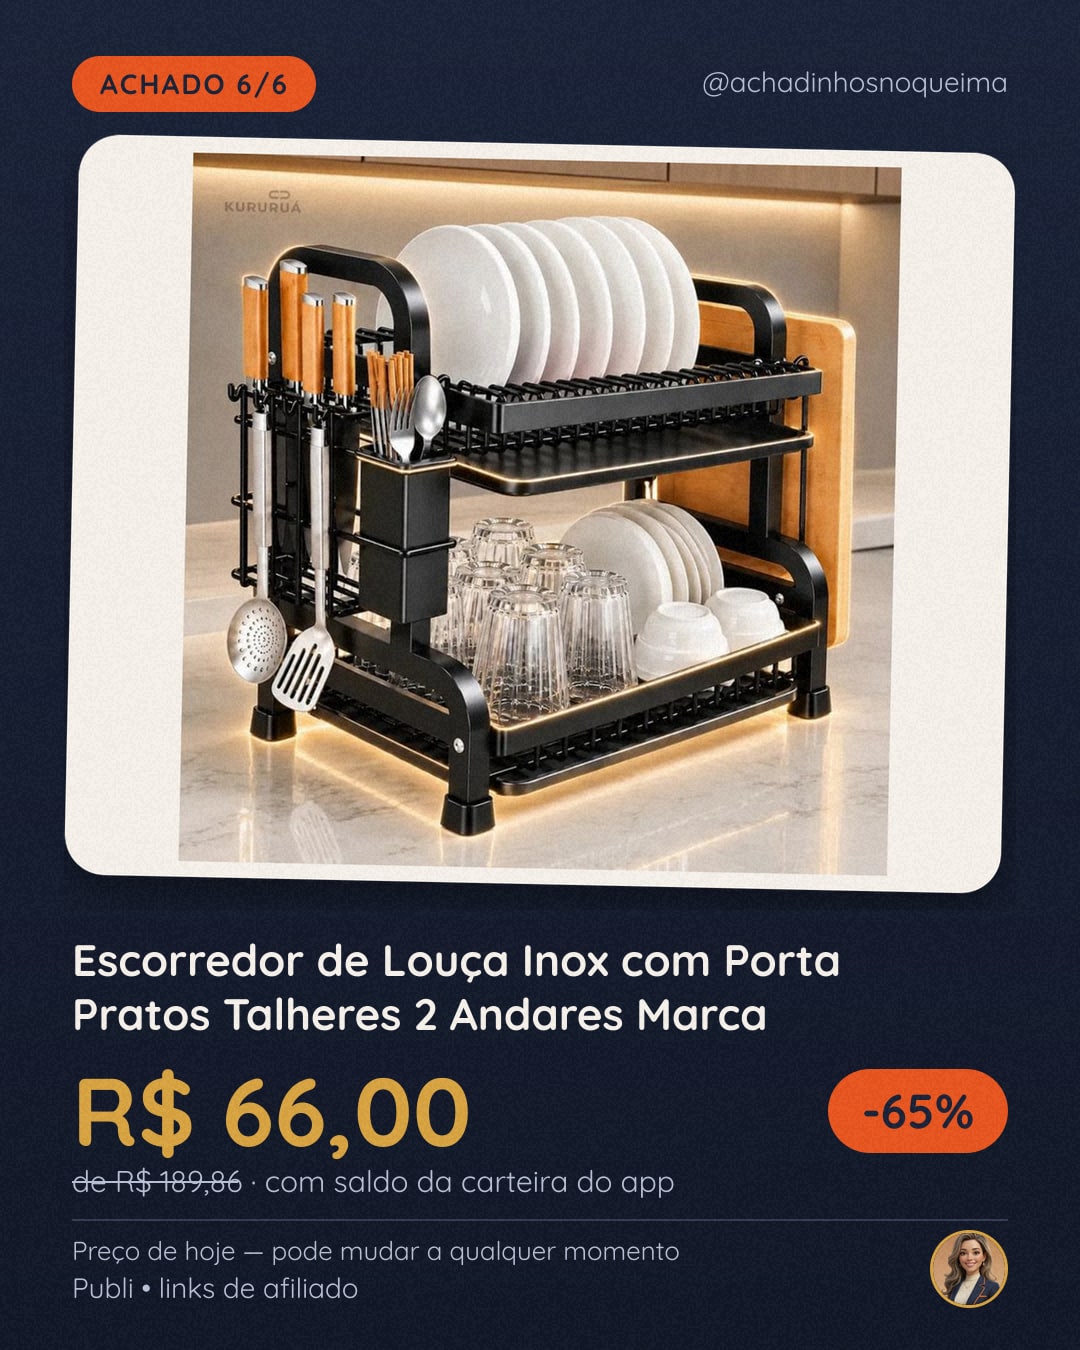 ACHADO 6/6
@achadinhosnoqueima
KURURUÁ
Escorredor de Louça Inox com Porta
Pratos Talheres 2 Andares Marca
R$ 66,00
-65%
de R$ 189,86 · com saldo da carteira do app
Preço de hoje — pode mudar a qualquer momento
Publi • links de afiliado